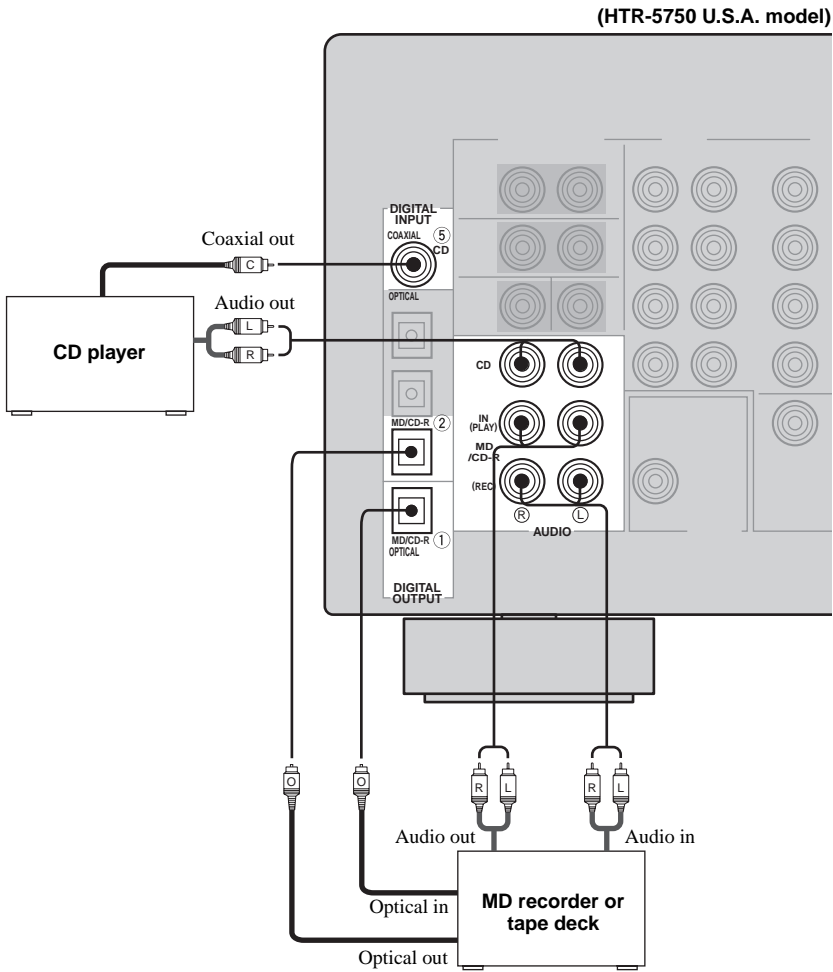 (HTR-5750 U.S.A. model)
DIGITAL
INPUT
COAXIAL ⑤
CD
OPTICAL
Coaxial out
C
Audio out
L
R
CD player
CD
IN
(PLAY)
MD
/CD-R
(REC)
Ⓡ Ⓛ
AUDIO
MD/CD-R ②
MD/CD-R ①
OPTICAL
DIGITAL
OUTPUT
O O R L R L
Audio out Audio in
Optical in
Optical out
MD recorder or
tape deck